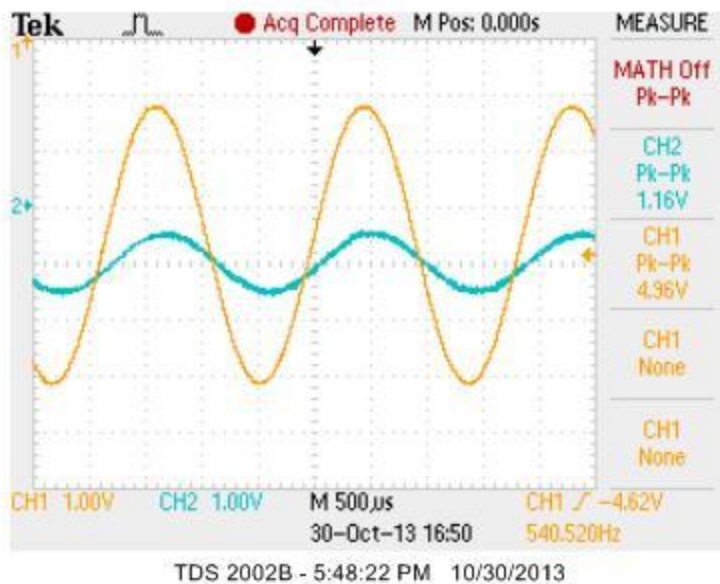 Tek Acq Complete M Pos: 0.000s MEASURE
1
MATH Off
Pk-Pk
CH2
Pk-Pk
1.16V
2
CH1
Pk-Pk
4.96V
CH1
None
CH1
None
CH1 1.00V CH2 1.00V M 500µs CH1 -4.62V
30-Oct-13 16:50 540.520Hz
TDS 2002B - 5:48:22 PM 10/30/2013